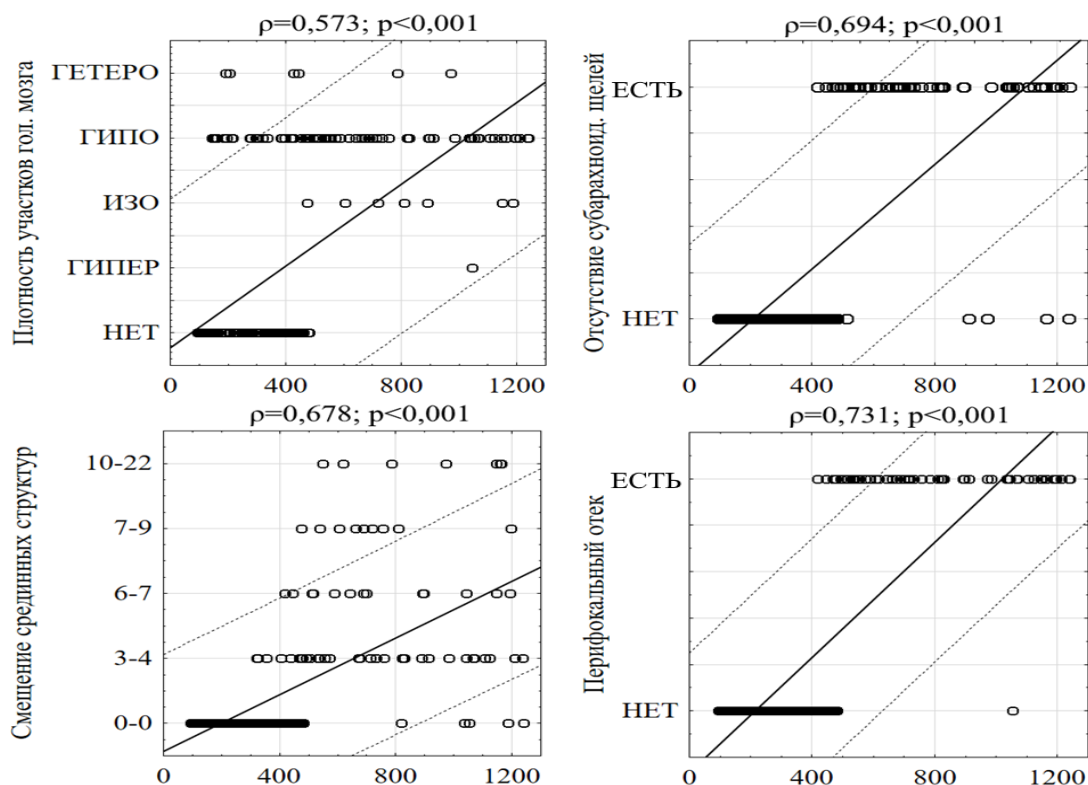 ρ=0,573; p<0,001
Плотность участков гол. мозга
ГЕТЕРО
ГИПО
ИЗО
ГИПЕР
НЕТ
0 400 800 1200
ρ=0,694; p<0,001
Отсутствие субарахноид. щелей
ЕСТЬ
НЕТ
0 400 800 1200
ρ=0,678; p<0,001
Смещение срединных структур
10-22
7-9
6-7
3-4
0-0
0 400 800 1200
ρ=0,731; p<0,001
Перифокальный отек
ЕСТЬ
НЕТ
0 400 800 1200